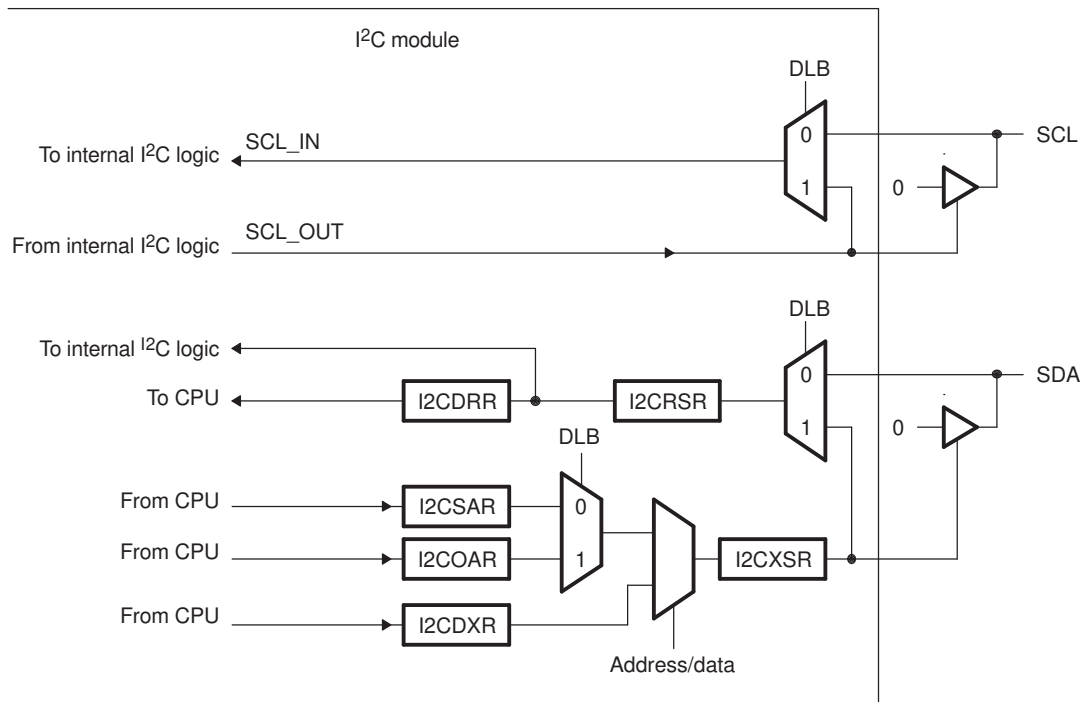 I²C module
DLB
0
SCL
To internal I²C logic
SCL_IN
1
0
From internal I²C logic
SCL_OUT
DLB
To internal I²C logic
0
SDA
To CPU
I2CDRR
I2CRSR
1
0
DLB
From CPU
I2CSAR
0
From CPU
I2COAR
1
I2CXSR
From CPU
I2CDXR
Address/data